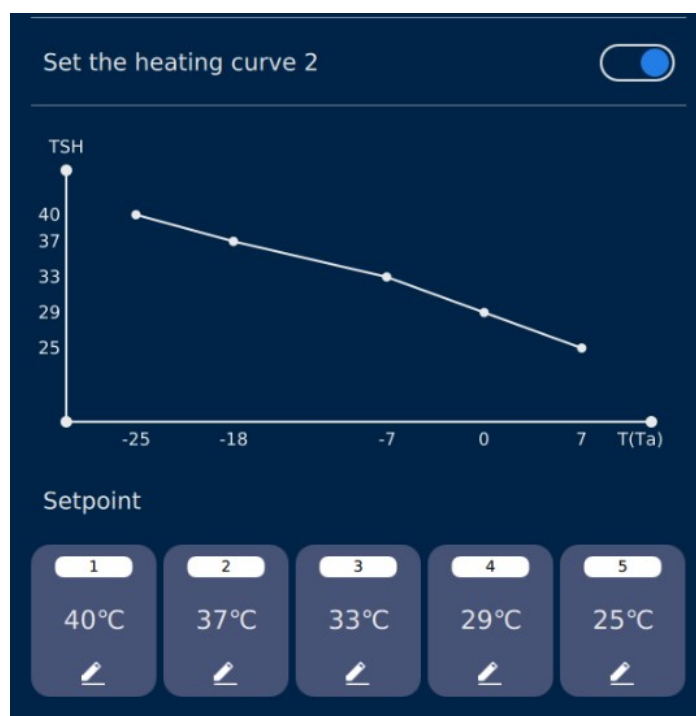 Set the heating curve 2
TSH
40
37
33
29
25
-25 -18 -7 0 7 T(Ta)
Setpoint
1 2 3 4 5
40°C 37°C 33°C 29°C 25°C